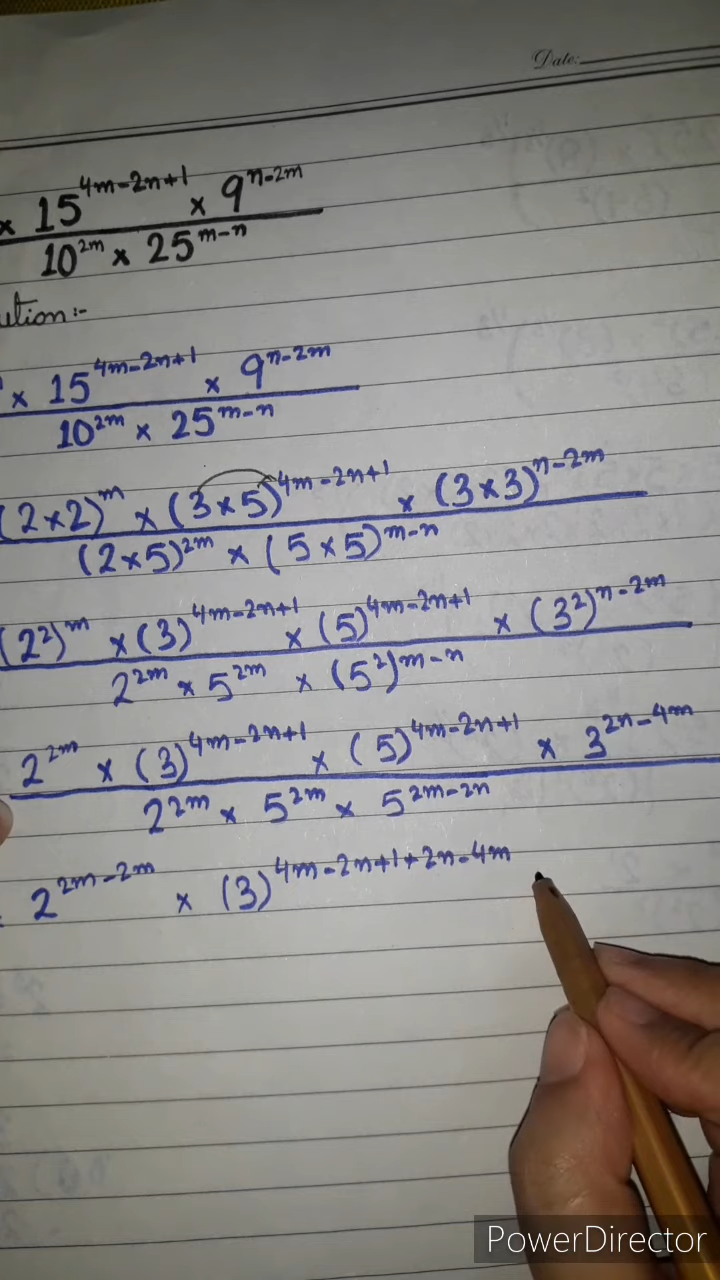 Date:
× 15^(4m-2n+1) × 9^(n-2m)
10^(2m) × 25^(m-n)
ution :-
× 15^(4m-2n+1) × 9^(n-2m)
10^(2m) × 25^(m-n)
(2×2)^m × (3×5)^(4m-2n+1) × (3×3)^(n-2m)
(2×5)^(2m) × (5×5)^(m-n)
(2²)^m × (3)^(4m-2n+1) × (5)^(4m-2n+1) × (3²)^(n-2m)
2^(2m) × 5^(2m) × (5²)^(m-n)
2^(2m) × (3)^(4m-2n+1) × (5)^(4m-2n+1) × 3^(2n-4m)
2^(2m) × 5^(2m) × 5^(2m-2n)
2^(2m-2m) × (3)^(4m-2n+1+2n-4m)
PowerDirector